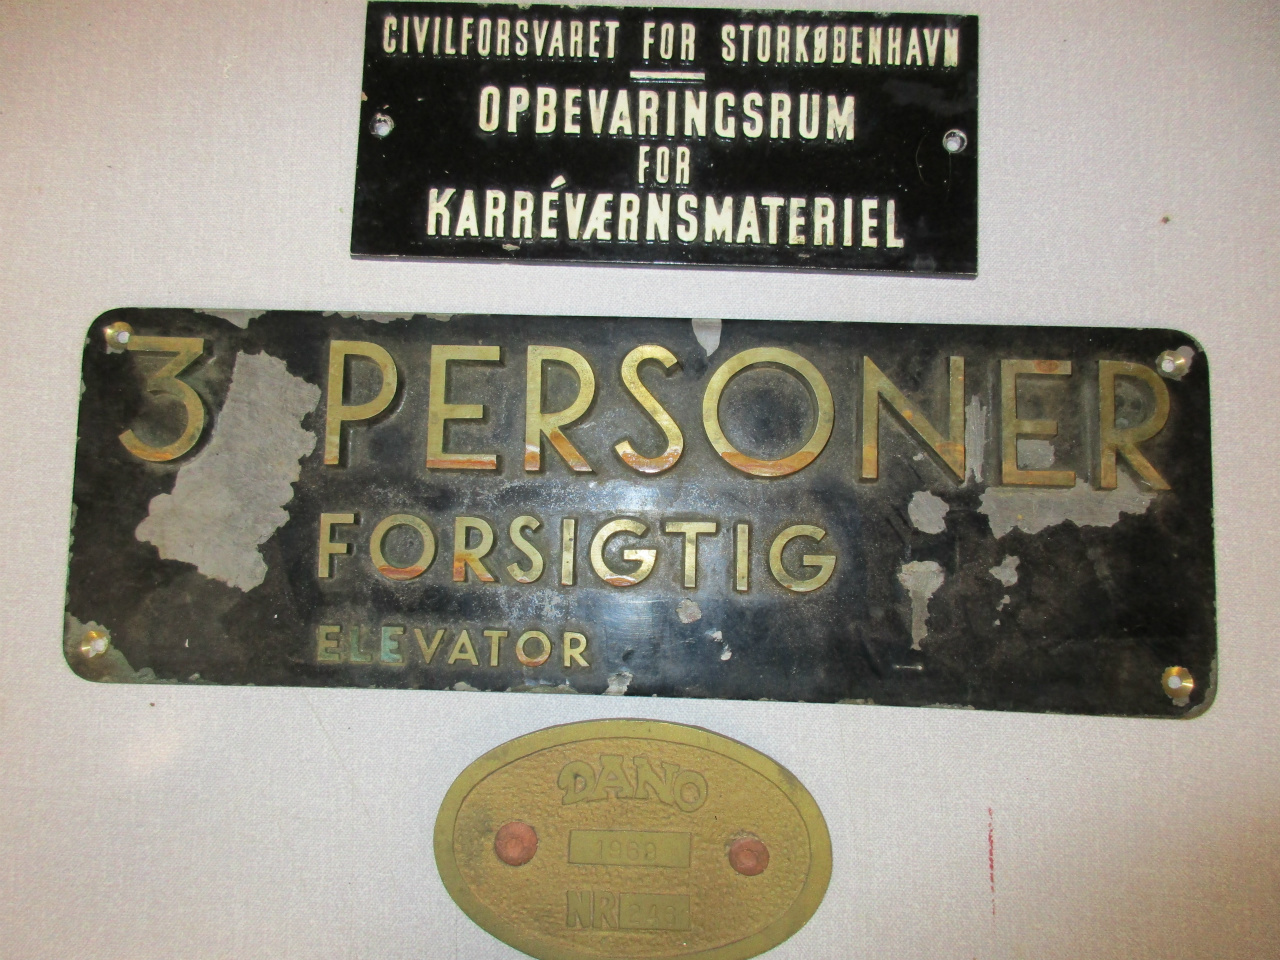 CIVILFORSVARET FOR STORKØBENHAVN
OPBEVARINGSRUM
FOR
KARRÉVÆRNSMATERIEL
3 PERSONER
FORSIGTIG
ELEVATOR
DANO
1969
NR